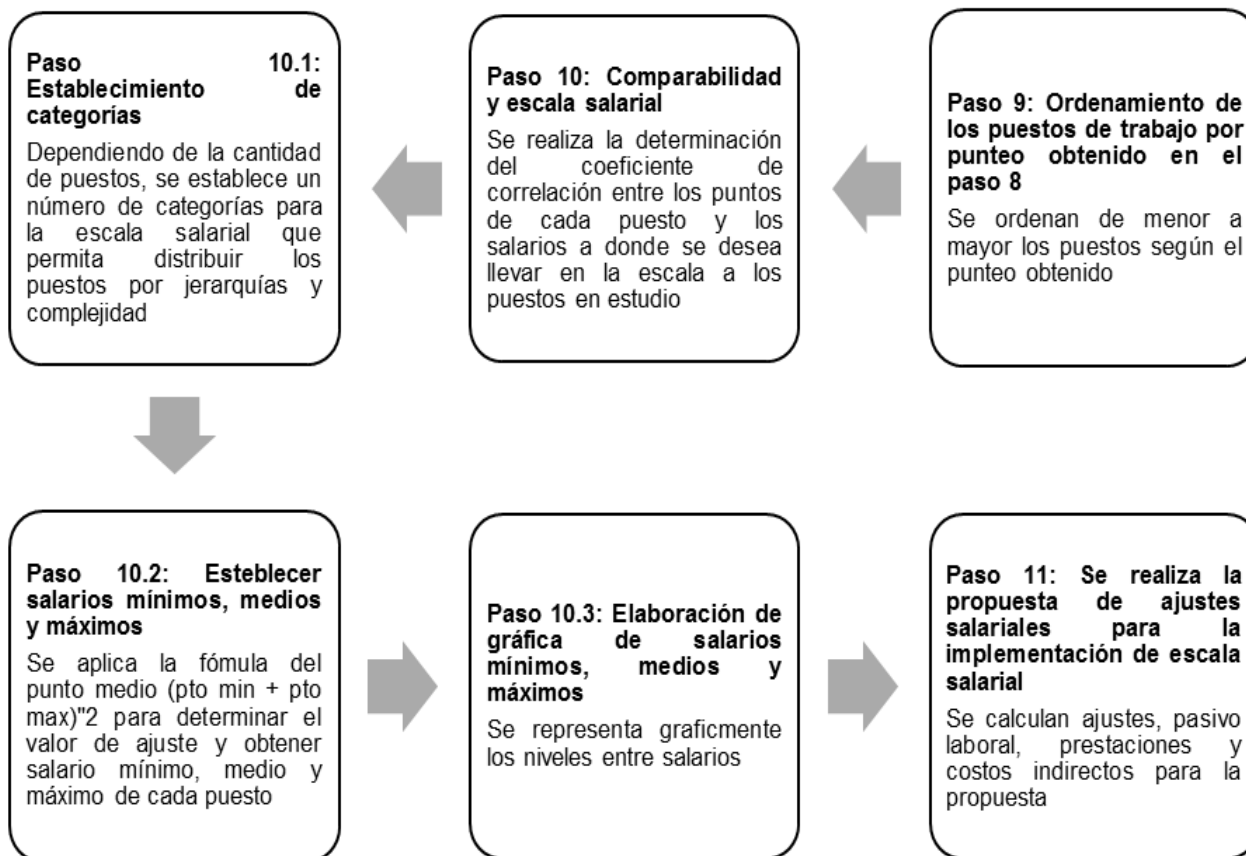 Paso 9: Ordenamiento de
los puestos de trabajo por
punteo obtenido en el
paso 8
Se ordenan de menor a
mayor los puestos según el
punteo obtenido
Paso 10: Comparabilidad
y escala salarial
Se realiza la determinación
del coeficiente de
correlación entre los puntos
de cada puesto y los
salarios a donde se desea
llevar en la escala a los
puestos en estudio
Paso 10.1:
Establecimiento de
categorías
Dependiendo de la cantidad
de puestos, se establece un
número de categorías para
la escala salarial que
permita distribuir los
puestos por jerarquías y
complejidad
Paso 10.2: Esteblecer
salarios mínimos, medios
y máximos
Se aplica la fómula del
punto medio (pto min + pto
max)"2 para determinar el
valor de ajuste y obtener
salario mínimo, medio y
máximo de cada puesto
Paso 10.3: Elaboración de
gráfica de salarios
mínimos, medios y
máximos
Se representa graficmente
los niveles entre salarios
Paso 11: Se realiza la
propuesta de ajustes
salariales para la
implementación de escala
salarial
Se calculan ajustes, pasivo
laboral, prestaciones y
costos indirectos para la
propuesta